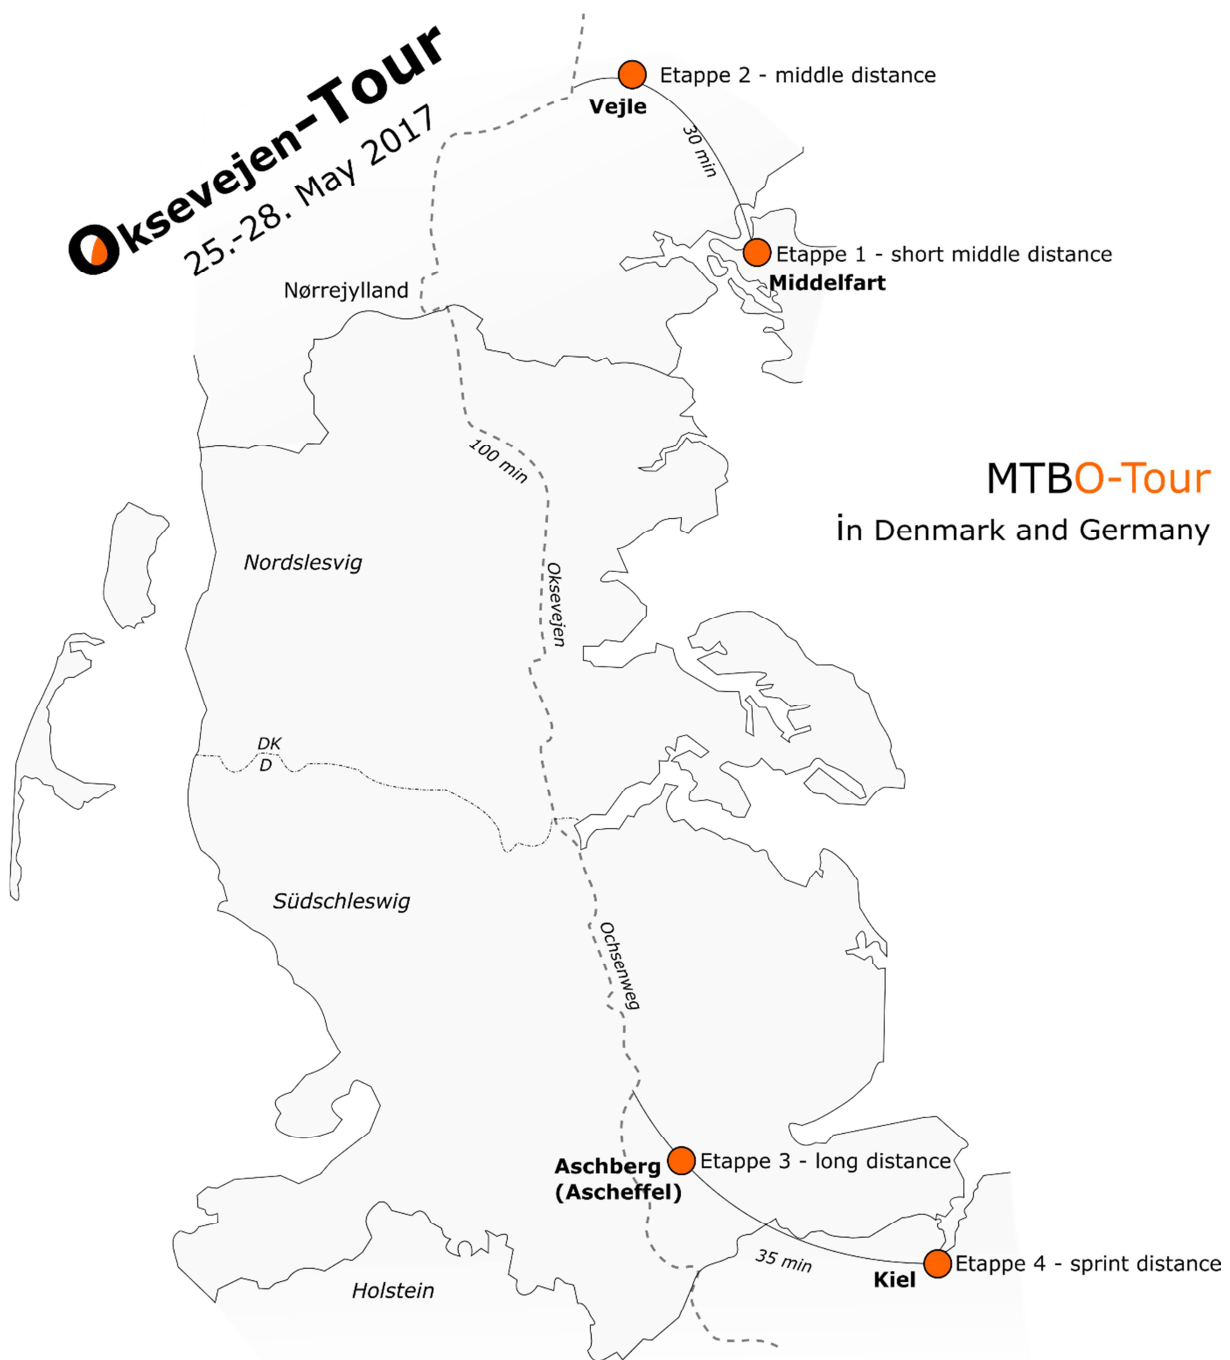 Oksevejen-Tour
25.-28. May 2017
Etappe 2 - middle distance
Vejle
30 min
Etappe 1 - short middle distance
Middelfart
Nørrejylland
100 min
MTBO-Tour
in Denmark and Germany
Nordslesvig
Oksevejen
DK
D
Südschleswig
Ochsenweg
Aschberg
(Ascheffel)
Etappe 3 - long distance
35 min
Kiel
Etappe 4 - sprint distance
Holstein